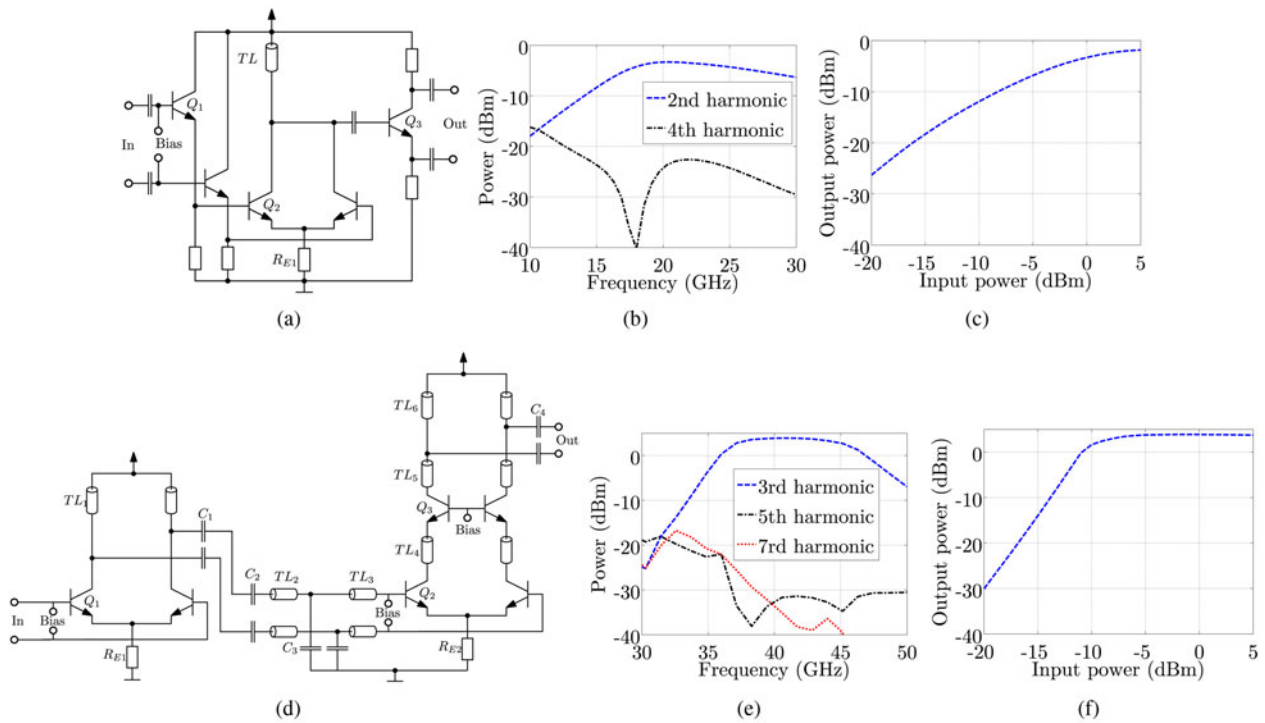 TL
Q1
In
Bias
Q2
RE1
Q3
Out
(a)
Power (dBm)
0
-10
-20
-30
-40
10
15
20
25
30
Frequency (GHz)
2nd harmonic
4th harmonic
(b)
Output power (dBm)
0
-10
-20
-30
-40
-20
-15
-10
-5
0
5
Input power (dBm)
(c)
TL1
C1
Q1
In
Bias
RE1
C2
TL2
TL3
C3
Bias
TL6
C4
Out
TL5
Q3
Bias
TL4
Q2
RE2
(d)
Power (dBm)
0
-10
-20
-30
-40
30
35
40
45
50
Frequency (GHz)
3rd harmonic
5th harmonic
7rd harmonic
(e)
Output power (dBm)
0
-10
-20
-30
-40
-20
-15
-10
-5
0
5
Input power (dBm)
(f)